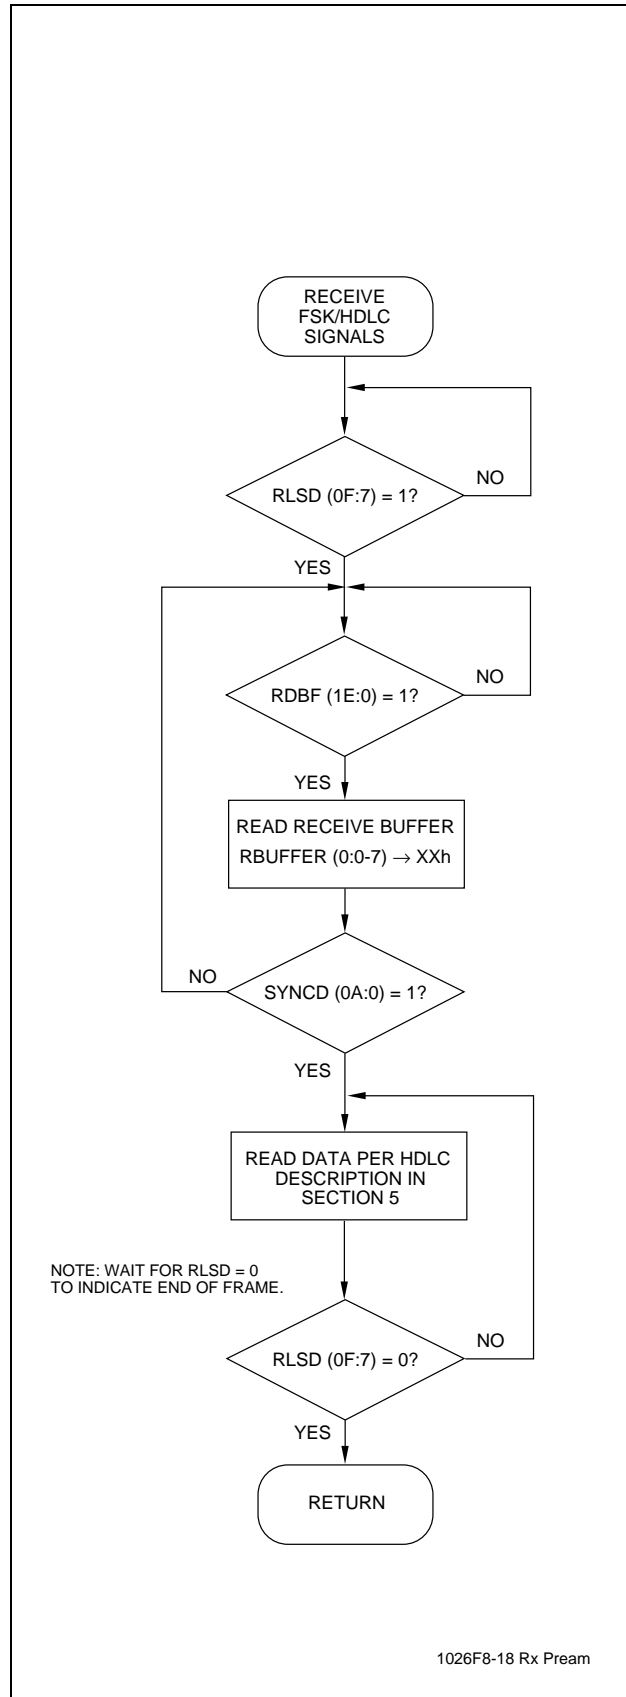 RECEIVE
FSK/HDLC
SIGNALS
NO
RLSD (0F:7) = 1?
YES
NO
RDBF (1E:0) = 1?
YES
READ RECEIVE BUFFER
RBUFFER (0:0-7) → XXh
NO
SYNCD (0A:0) = 1?
YES
READ DATA PER HDLC
DESCRIPTION IN
SECTION 5
NOTE: WAIT FOR RLSD = 0
TO INDICATE END OF FRAME.
NO
RLSD (0F:7) = 0?
YES
RETURN
1026F8-18 Rx Pream